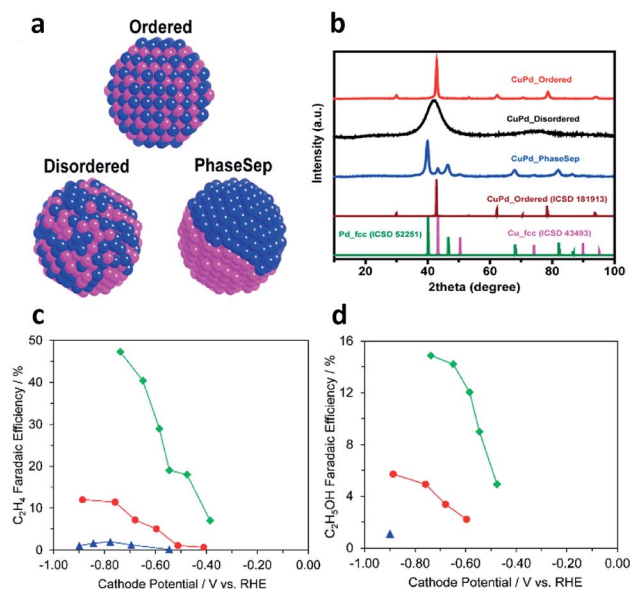 a
Ordered
Disordered
PhaseSep
b
Intensity (a.u.)
CuPd_Ordered
CuPd_Disordered
CuPd_PhaseSep
CuPd_Ordered (ICSD 181913)
Pd_fcc (ICSD 52251)
Cu_fcc (ICSD 43493)
20 40 60 80 100
2theta (degree)
c
C₂H₄ Faradaic Efficiency / %
50
40
30
20
10
0
-1.00 -0.80 -0.60 -0.40 -0.20 0.00
Cathode Potential / V vs. RHE
d
C₂H₅OH Faradaic Efficiency / %
16
12
8
4
0
-1.00 -0.80 -0.60 -0.40 -0.20 0.00
Cathode Potential / V vs. RHE